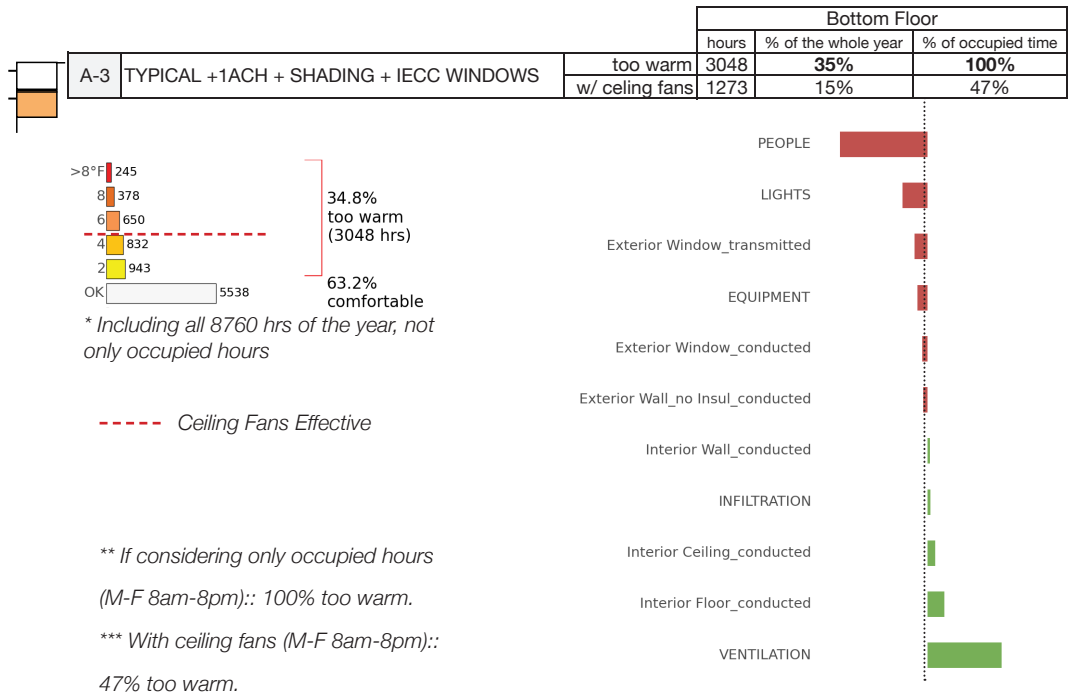 Bottom Floor
hours % of the whole year % of occupied time
A-3 TYPICAL +1ACH + SHADING + IECC WINDOWS too warm 3048 35% 100%
w/ celing fans 1273 15% 47%
>8°F 245
8 378
6 650
4 832
2 943
OK 5538
34.8%
too warm
(3048 hrs)
63.2%
comfortable
* Including all 8760 hrs of the year, not
only occupied hours
Ceiling Fans Effective
** If considering only occupied hours
(M-F 8am-8pm):: 100% too warm.
*** With ceiling fans (M-F 8am-8pm)::
47% too warm.
PEOPLE
LIGHTS
Exterior Window_transmitted
EQUIPMENT
Exterior Window_conducted
Exterior Wall_no Insul_conducted
Interior Wall_conducted
INFILTRATION
Interior Ceiling_conducted
Interior Floor_conducted
VENTILATION